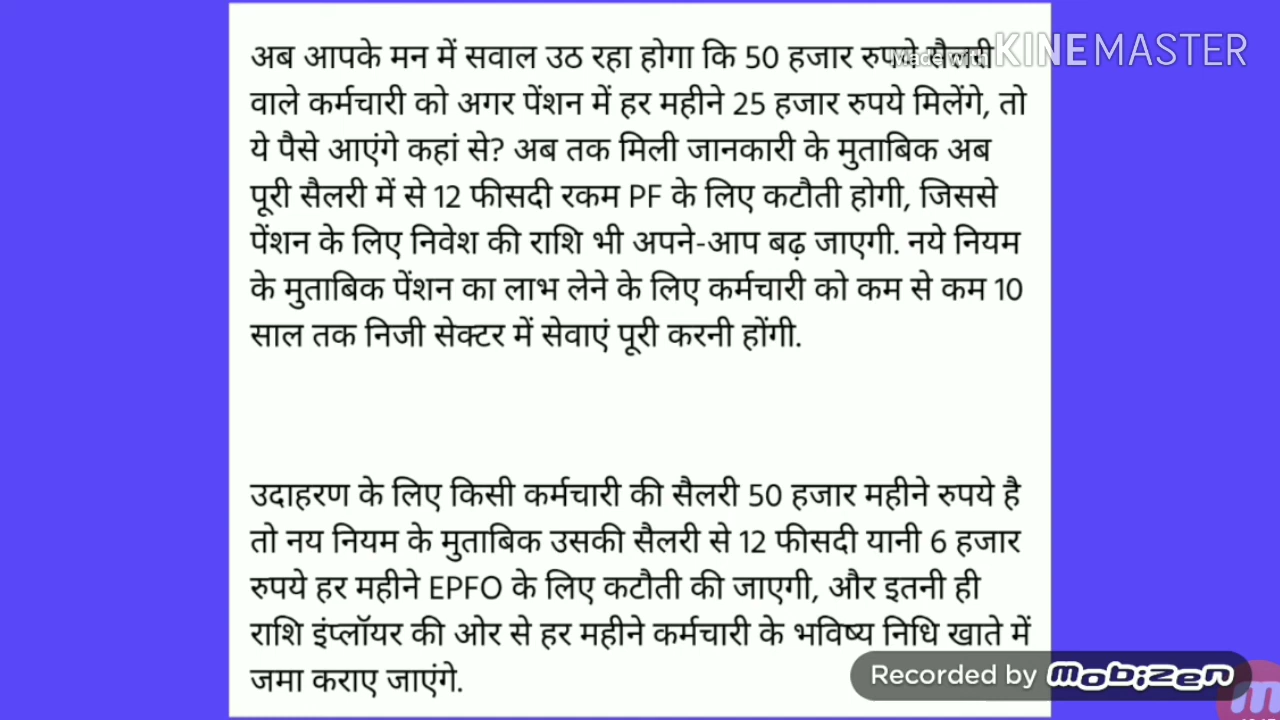 अब आपके मन में सवाल उठ रहा होगा कि 50 हजार रुपये सैलरी
Made with KINEMASTER
वाले कर्मचारी को अगर पेंशन में हर महीने 25 हजार रुपये मिलेंगे, तो
ये पैसे आएंगे कहां से? अब तक मिली जानकारी के मुताबिक अब
पूरी सैलरी में से 12 फीसदी रकम PF के लिए कटौती होगी, जिससे
पेंशन के लिए निवेश की राशि भी अपने-आप बढ़ जाएगी. नये नियम
के मुताबिक पेंशन का लाभ लेने के लिए कर्मचारी को कम से कम 10
साल तक निजी सेक्टर में सेवाएं पूरी करनी होंगी.
उदाहरण के लिए किसी कर्मचारी की सैलरी 50 हजार महीने रुपये है
तो नय नियम के मुताबिक उसकी सैलरी से 12 फीसदी यानी 6 हजार
रुपये हर महीने EPFO के लिए कटौती की जाएगी, और इतनी ही
राशि इंप्लॉयर की ओर से हर महीने कर्मचारी के भविष्य निधि खाते में
जमा कराए जाएंगे.
Recorded by mobizen